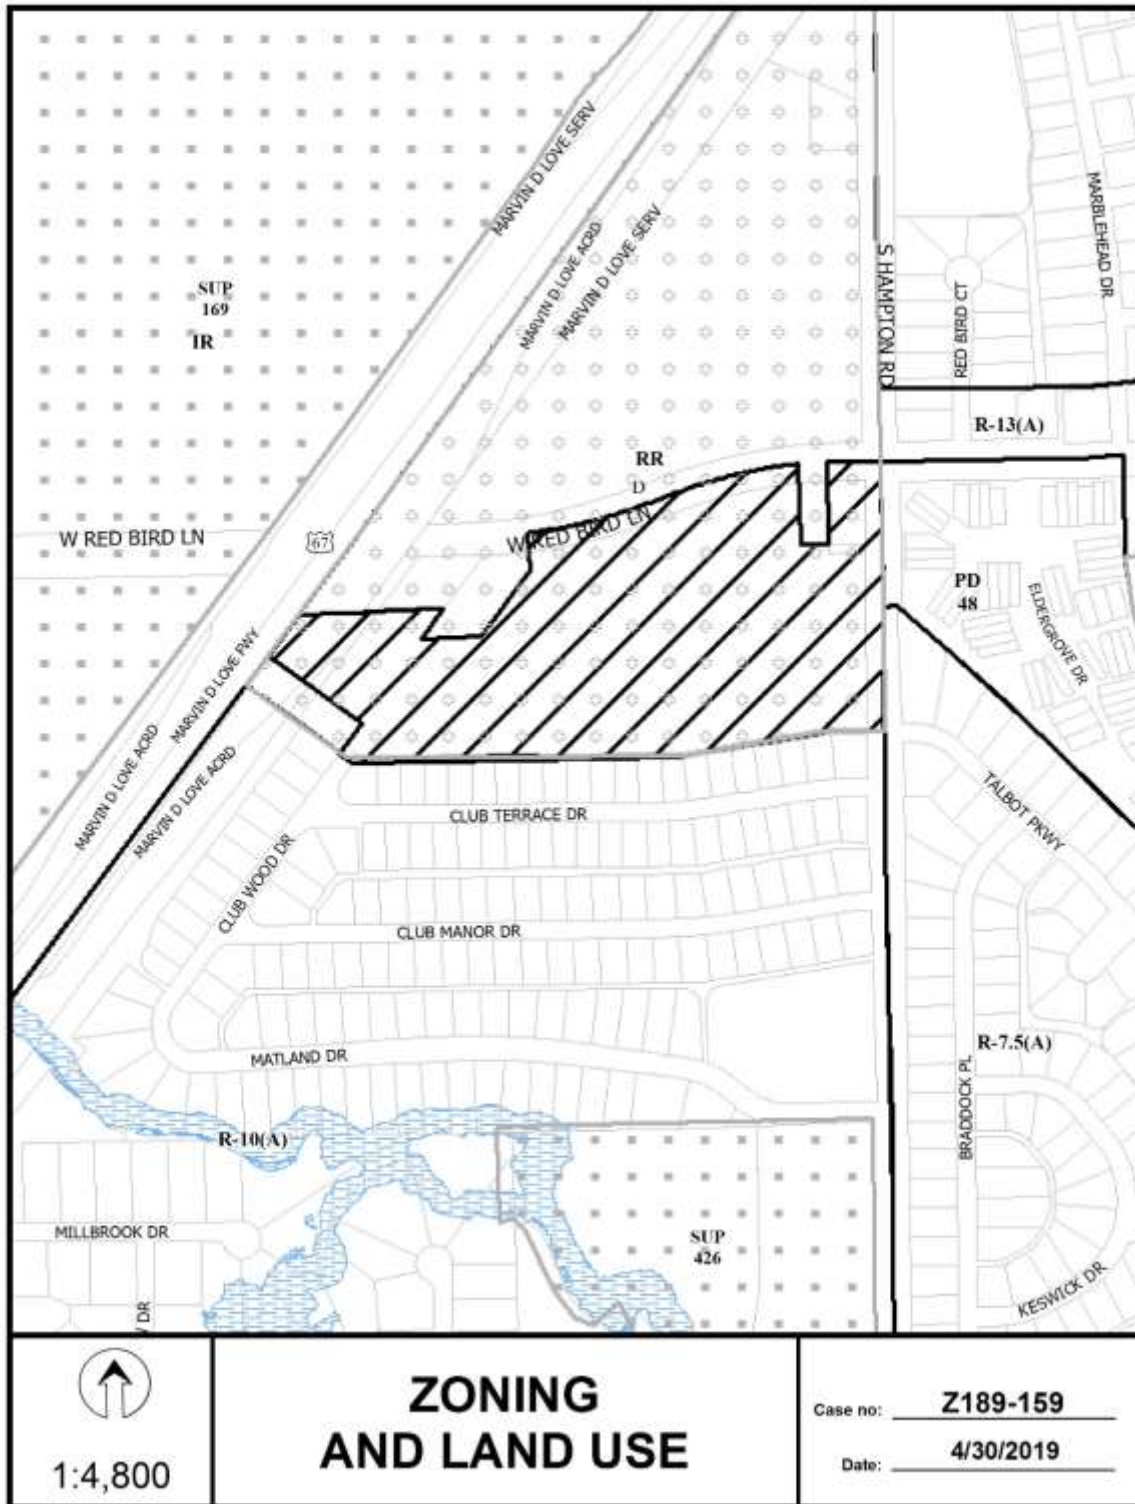 MARVIN D LOVE SERV
MARVIN D LOVE ACRD
MARVIN D LOVE SERV
S HAMPTON RD
MARBLEHEAD DR
RED BIRD CT
SUP
169
IR
R-13(A)
RR
D
W RED BIRD LN
67
W RED BIRD LN
PD
48
ELDERGROVE DR
MARVIN D LOVE PWY
MARVIN D LOVE ACRD
MARVIN D LOVE ACRD
TALBOT PKWY
CLUB TERRACE DR
CLUB WOOD DR
CLUB MANOR DR
MATLAND DR
R-7.5(A)
BRADDOCK PL
R-10(A)
MILLBROOK DR
SUP
426
KESWICK DR
DR
1:4,800
ZONING
AND LAND USE
Case no: Z189-159
Date: 4/30/2019